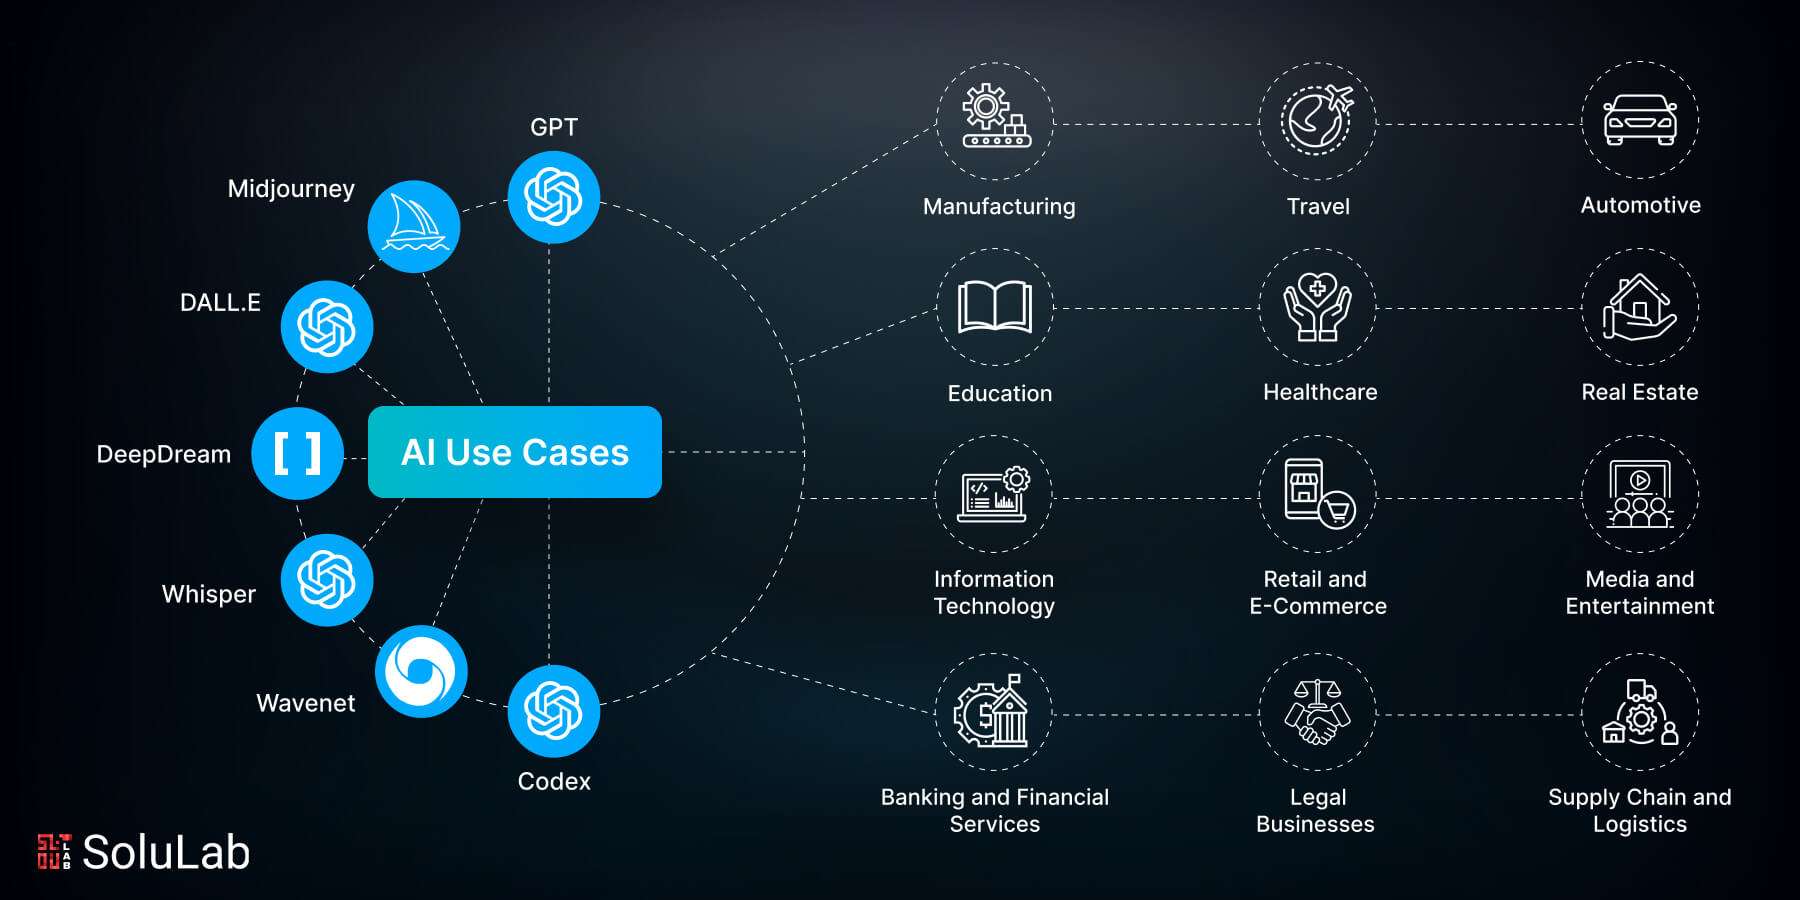 GPT
Midjourney
DALL.E
DeepDream
Whisper
Wavenet
Codex
AI Use Cases
Manufacturing
Travel
Automotive
Education
Healthcare
Real Estate
Information
Technology
Retail and
E-Commerce
Media and
Entertainment
Banking and Financial
Services
Legal
Businesses
Supply Chain and
Logistics
SoluLab